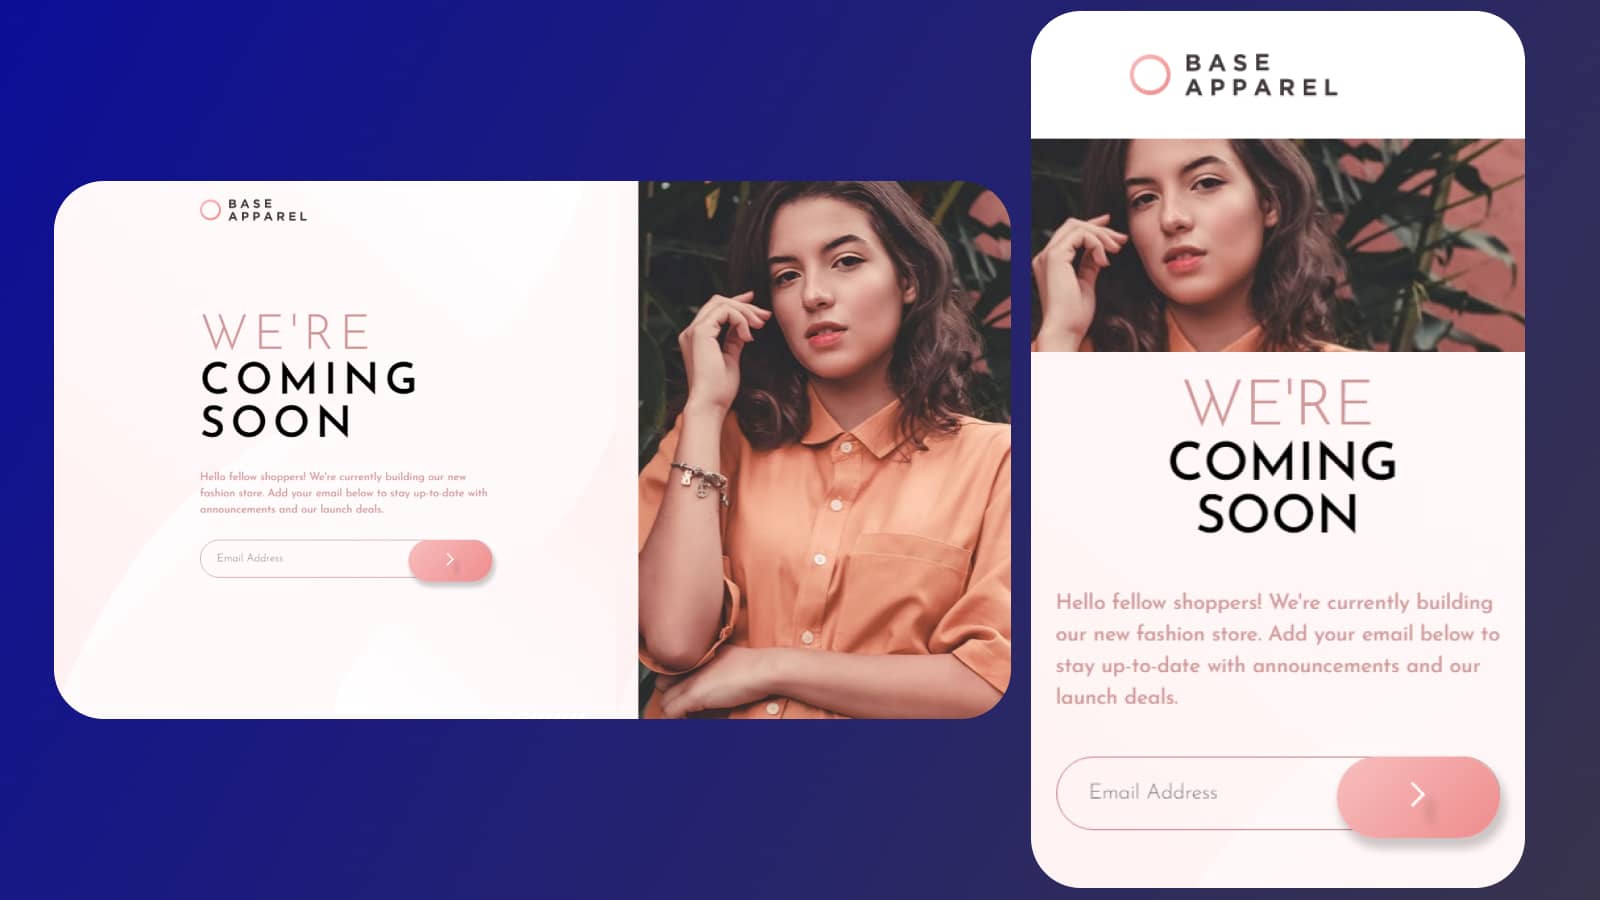 BASE
APPAREL
WE'RE
COMING
SOON
Hello fellow shoppers! We're currently building our new
fashion store. Add your email below to stay up-to-date with
announcements and our launch deals.
Email Address
BASE
APPAREL
WE'RE
COMING
SOON
Hello fellow shoppers! We're currently building
our new fashion store. Add your email below to
stay up-to-date with announcements and our
launch deals.
Email Address